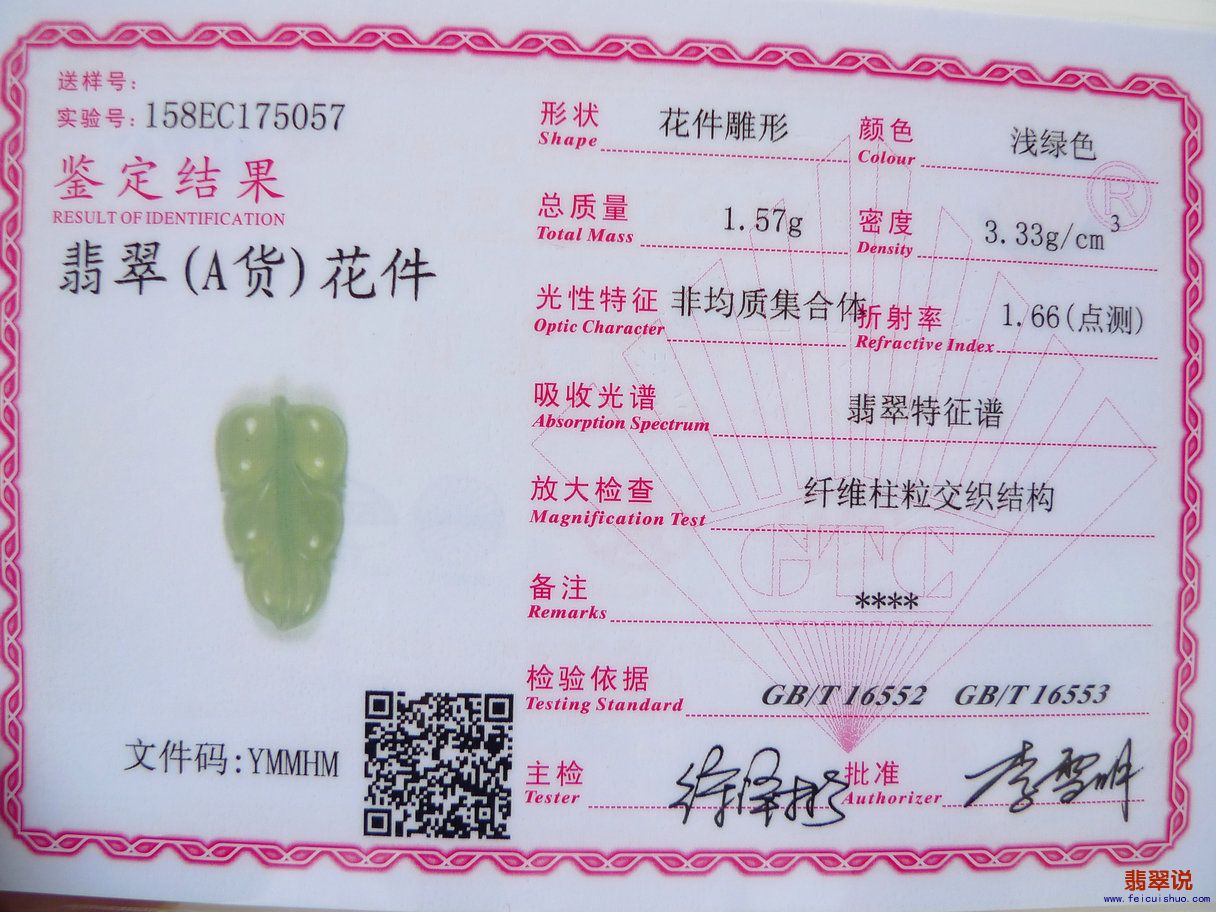 送样号:
实验号: 158EC175057
鉴定结果
RESULT OF IDENTIFICATION
翡翠(A货)花件
文件码:YMMHM
形状 花件雕形
Shape
颜色 浅绿色
Colour
总质量 1.57g
Total Mass
密度 3.33g/cm³
Density
光性特征 非均质集合体
Optic Character
折射率 1.66(点测)
Refractive Index
吸收光谱 翡翠特征谱
Absorption Spectrum
放大检查 纤维柱粒交织结构
Magnification Test
备注 ****
Remarks
检验依据 GB/T 16552 GB/T 16553
Testing Standard
主检
Tester
批准 李雪明
Authorizer
®
GTC
翡翠说
www.feicuishuo.com